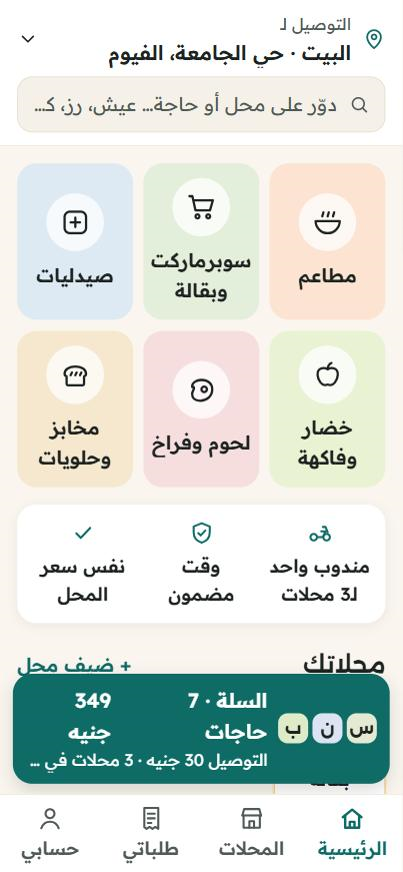 التوصيل لـ
البيت · حي الجامعة، الفيوم
دوّر على محل أو حاجة... عيش، رز، كـ...
مطاعم
سوبرماركت
وبقالة
صيدليات
خضار
وفاكهة
لحوم وفراخ
مخابز
وحلويات
مندوب واحد
لـ3 محلات
وقت
مضمون
نفس سعر
المحل
محلاتك
+ ضيف محل
س ن ب
السلة · 7
حاجات
349
جنيه
التوصيل 30 جنيه · 3 محلات في ...
بقالة
الرئيسية
المحلات
طلباتي
حسابي